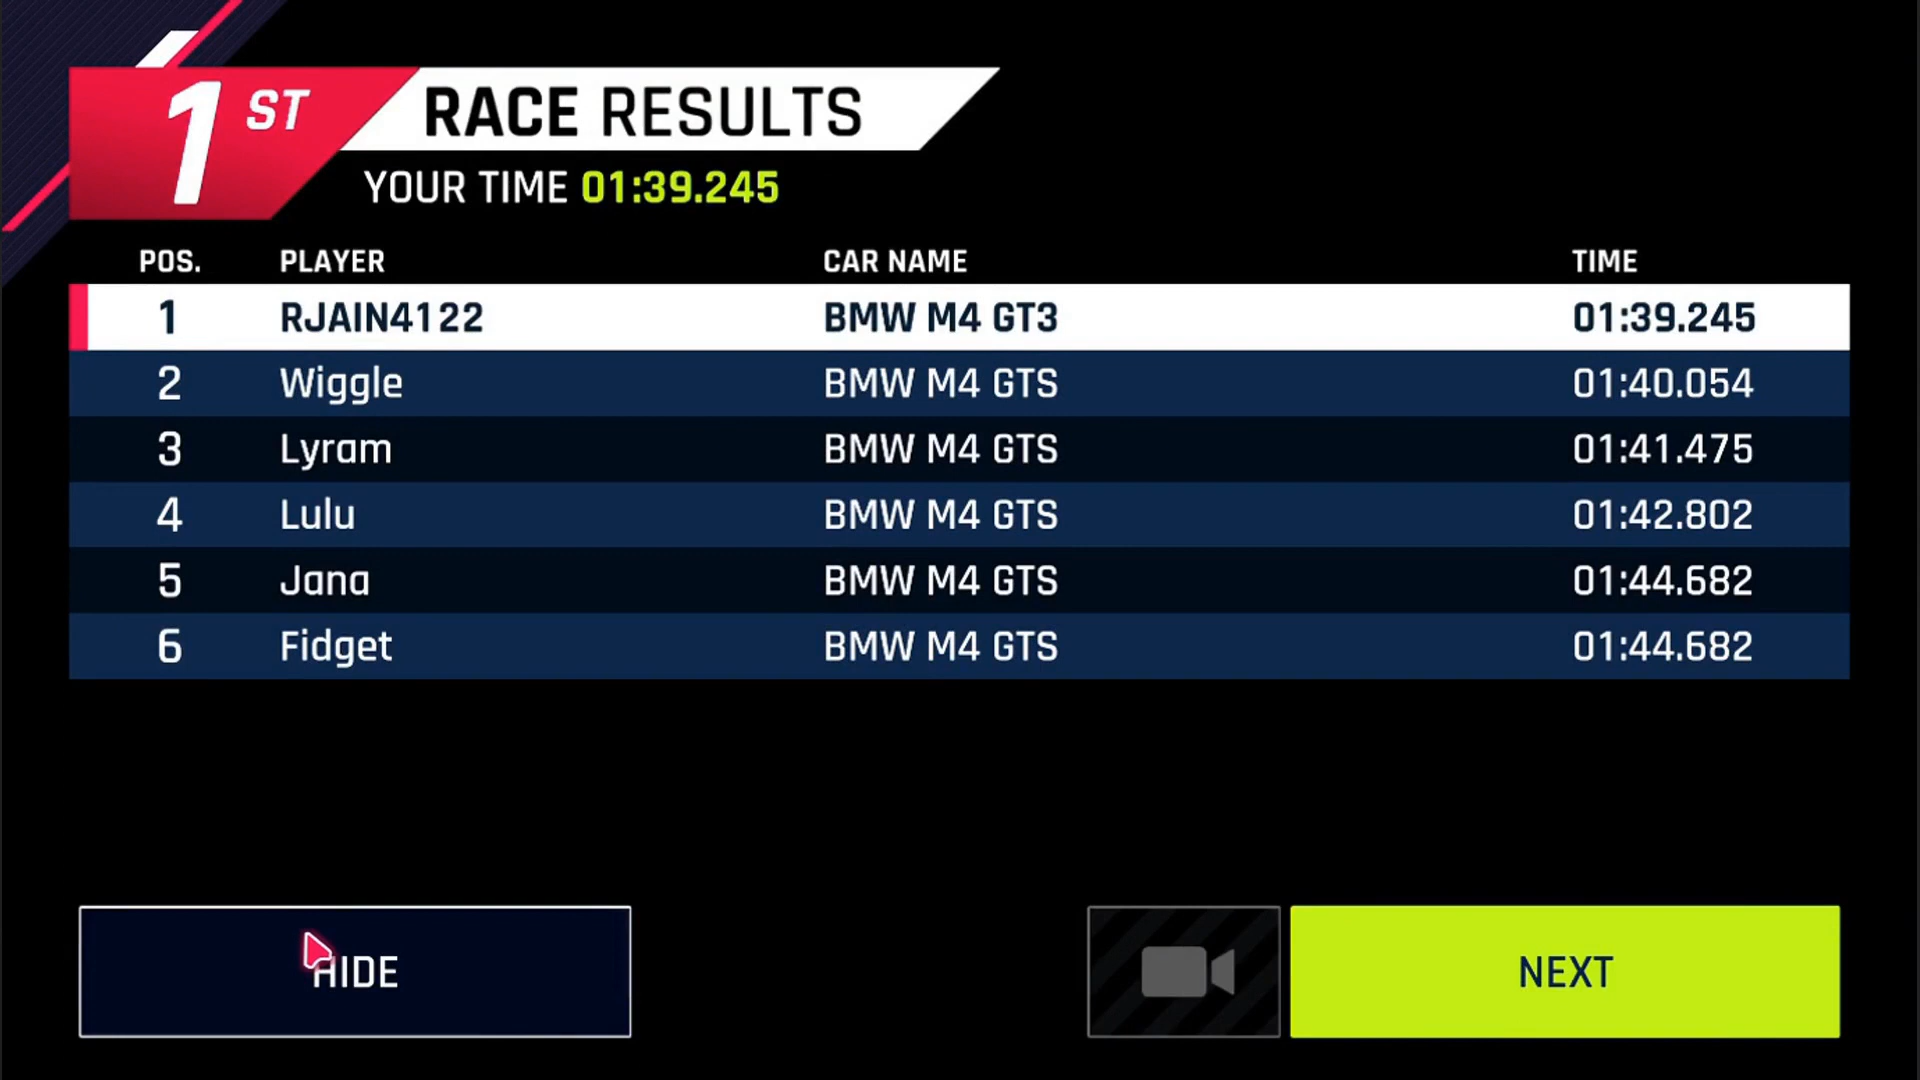 1 ST
RACE RESULTS
YOUR TIME 01:39.245
POS. PLAYER CAR NAME TIME
1 RJAIN4122 BMW M4 GT3 01:39.245
2 Wiggle BMW M4 GTS 01:40.054
3 Lyram BMW M4 GTS 01:41.475
4 Lulu BMW M4 GTS 01:42.802
5 Jana BMW M4 GTS 01:44.682
6 Fidget BMW M4 GTS 01:44.682
HIDE NEXT